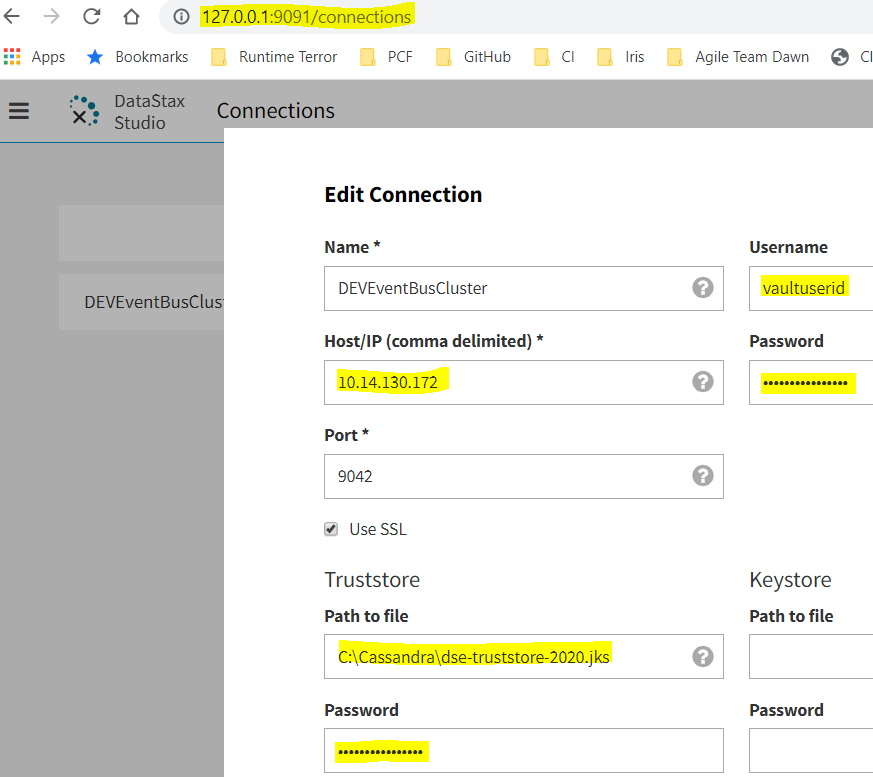 127.0.0.1:9091/connections
Apps Bookmarks Runtime Terror PCF GitHub CI Iris Agile Team Dawn
DataStax
Studio
Connections
Edit Connection
Name * Username
DEVEventBusCluster vaultuserid
DEVEventBusClus
Host/IP (comma delimited) * Password
10.14.130.172 ••••••••••••••••
Port *
9042
Use SSL
Truststore Keystore
Path to file Path to file
C:\Cassandra\dse-truststore-2020.jks
Password Password
••••••••••••••••